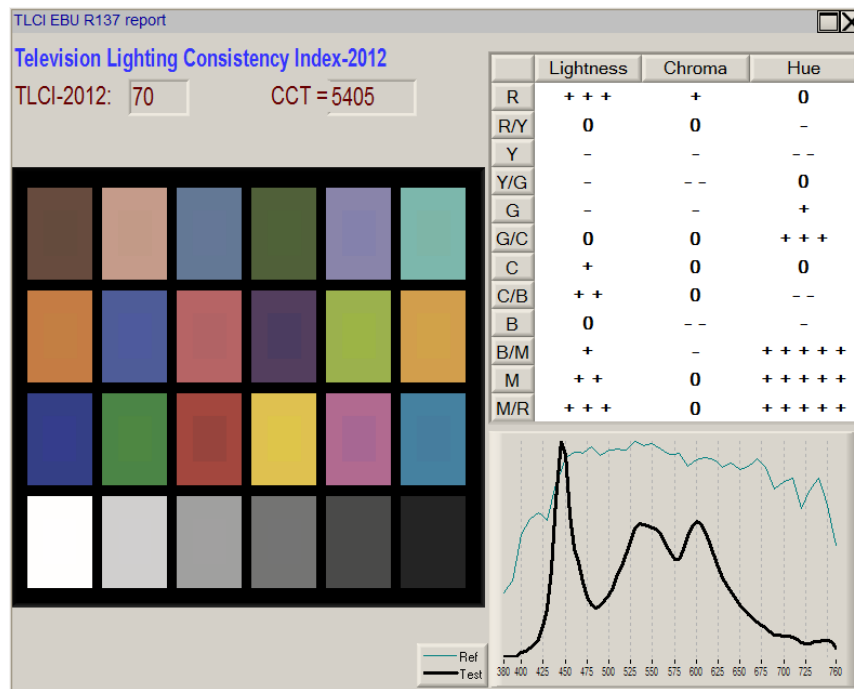 TLCI EBU R137 report
Television Lighting Consistency Index-2012
TLCI-2012: 70 CCT = 5405
Lightness Chroma Hue
R + + + + 0
R/Y 0 0 -
Y - - - -
Y/G - - - 0
G - - +
G/C 0 0 + + +
C + 0 0
C/B + + 0 - -
B 0 - - -
B/M + - + + + + +
M + + 0 + + + + +
M/R + + + 0 + + + + +
380 400 425 450 475 500 525 550 575 600 625 650 675 700 725 760
Ref
Test